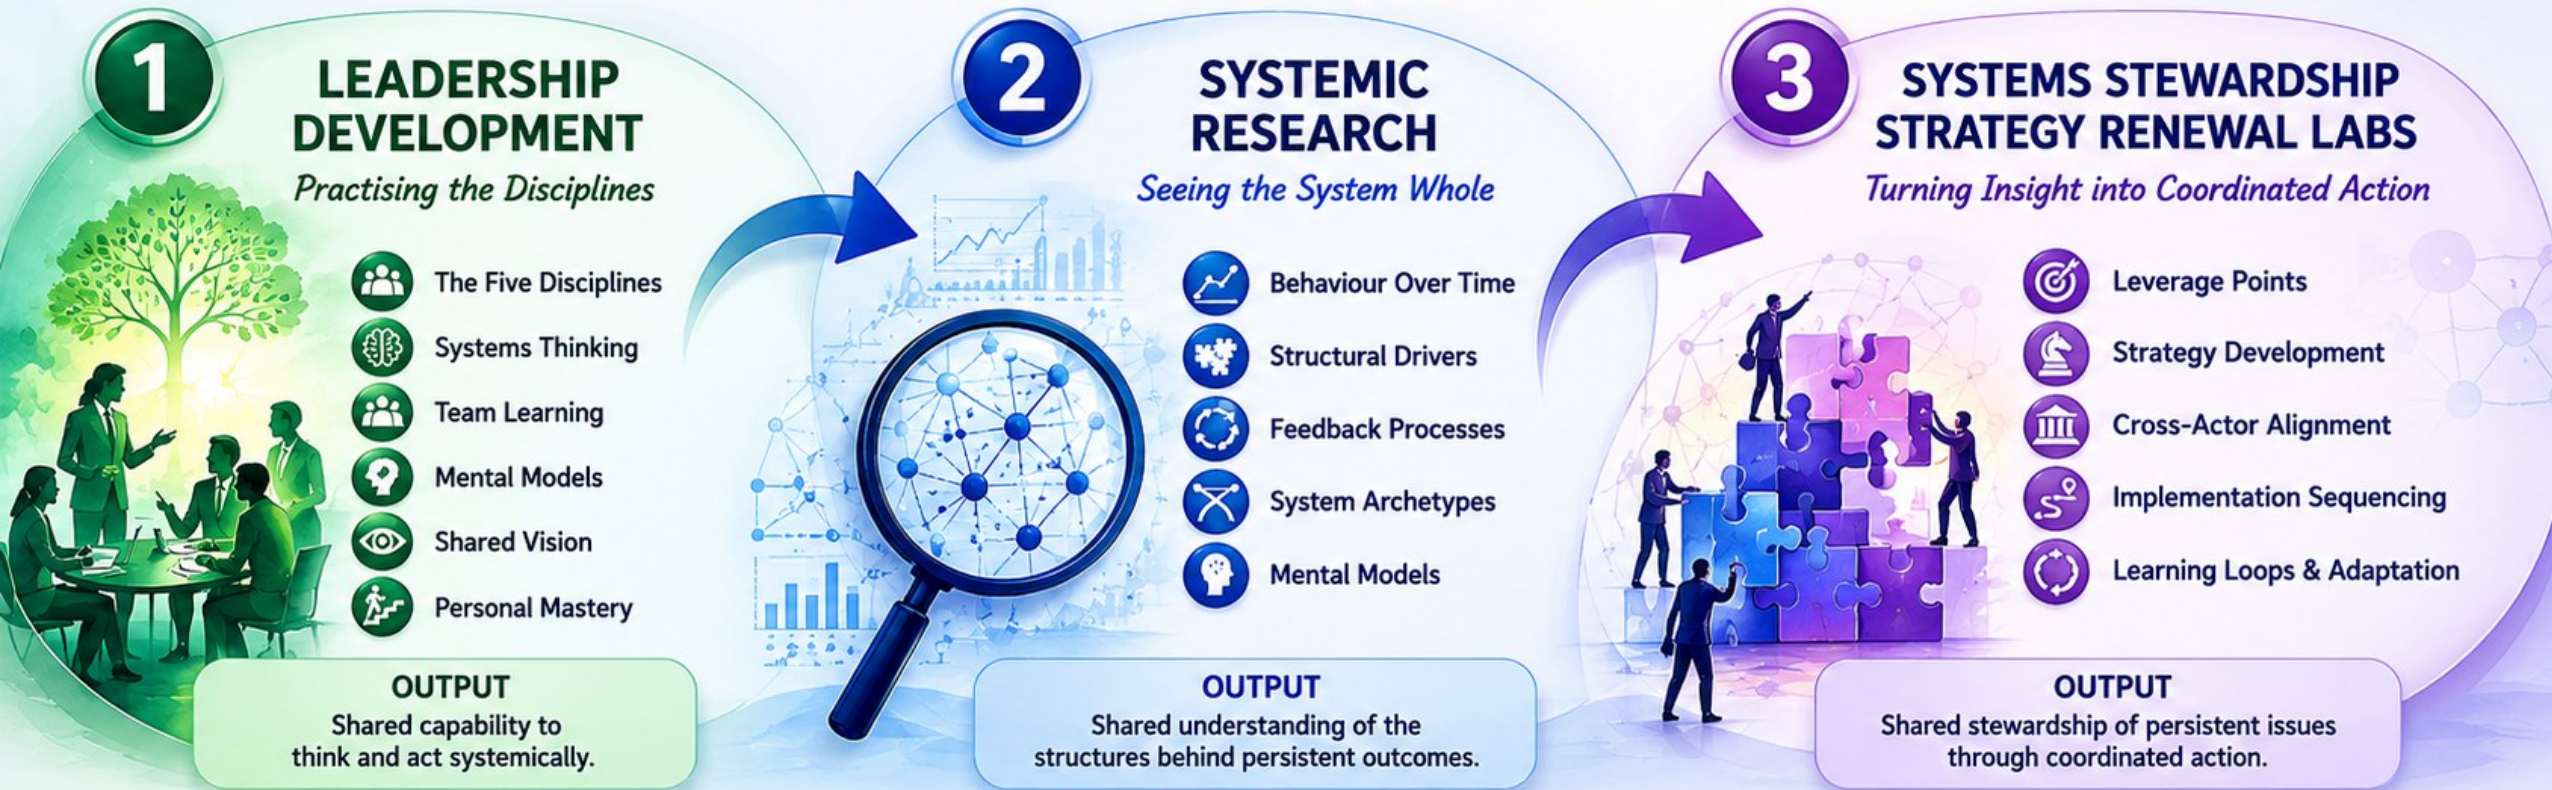 1
LEADERSHIP
DEVELOPMENT
Practising the Disciplines
The Five Disciplines
Systems Thinking
Team Learning
Mental Models
Shared Vision
Personal Mastery
OUTPUT
Shared capability to
think and act systemically.
2
SYSTEMIC
RESEARCH
Seeing the System Whole
Behaviour Over Time
Structural Drivers
Feedback Processes
System Archetypes
Mental Models
OUTPUT
Shared understanding of the
structures behind persistent outcomes.
3
SYSTEMS STEWARDSHIP
STRATEGY RENEWAL LABS
Turning Insight into Coordinated Action
Leverage Points
Strategy Development
Cross-Actor Alignment
Implementation Sequencing
Learning Loops & Adaptation
OUTPUT
Shared stewardship of persistent issues
through coordinated action.